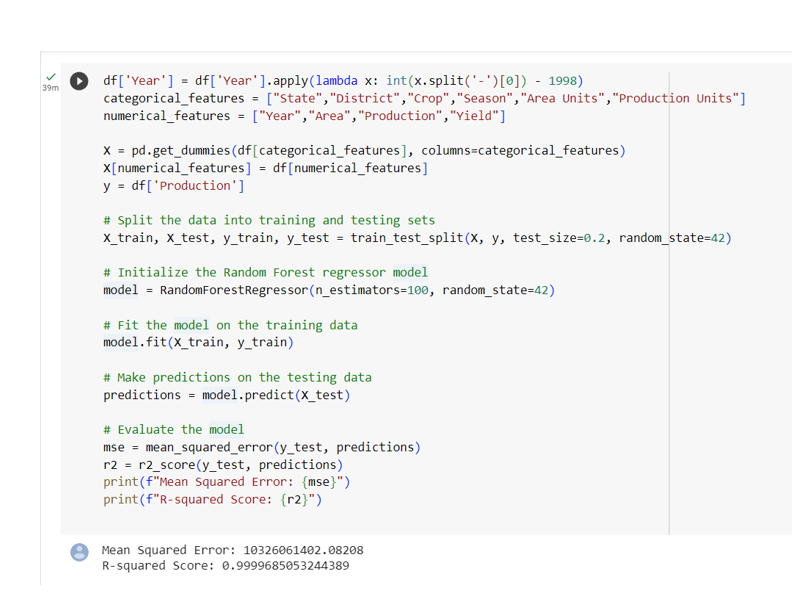 39m
df['Year'] = df['Year'].apply(lambda x: int(x.split('-')[0]) - 1998)
categorical_features = ["State","District","Crop","Season","Area Units","Production Units"]
numerical_features = ["Year","Area","Production","Yield"]
X = pd.get_dummies(df[categorical_features], columns=categorical_features)
X[numerical_features] = df[numerical_features]
y = df['Production']
# Split the data into training and testing sets
X_train, X_test, y_train, y_test = train_test_split(X, y, test_size=0.2, random_state=42)
# Initialize the Random Forest regressor model
model = RandomForestRegressor(n_estimators=100, random_state=42)
# Fit the model on the training data
model.fit(X_train, y_train)
# Make predictions on the testing data
predictions = model.predict(X_test)
# Evaluate the model
mse = mean_squared_error(y_test, predictions)
r2 = r2_score(y_test, predictions)
print(f"Mean Squared Error: {mse}")
print(f"R-squared Score: {r2}")
Mean Squared Error: 10326061402.08208
R-squared Score: 0.9999685053244389